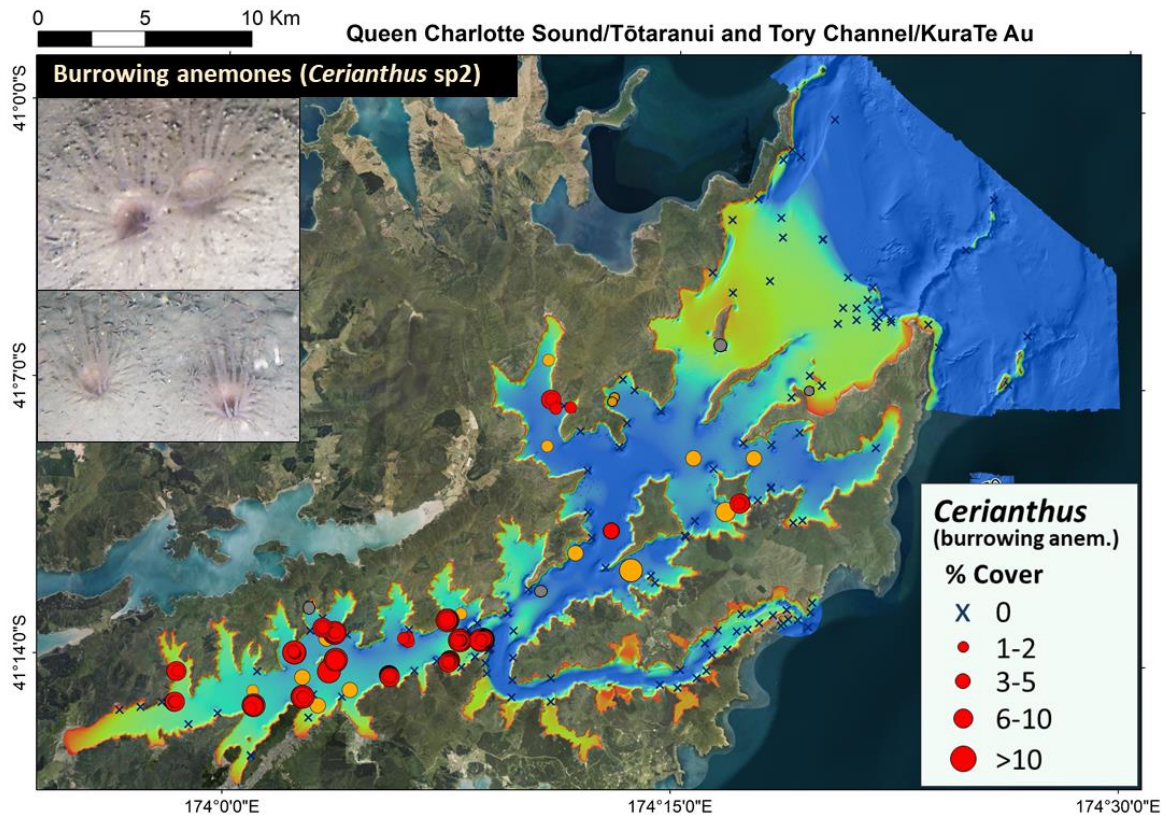 0 5 10 Km
Queen Charlotte Sound/Tōtaranui and Tory Channel/KuraTe Au
Burrowing anemones (Cerianthus sp2)
41°0'0"S
41°7'0"S
41°14'0"S
Cerianthus
(burrowing anem.)
% Cover
X 0
1-2
3-5
6-10
>10
174°0'0"E 174°15'0"E 174°30'0"E